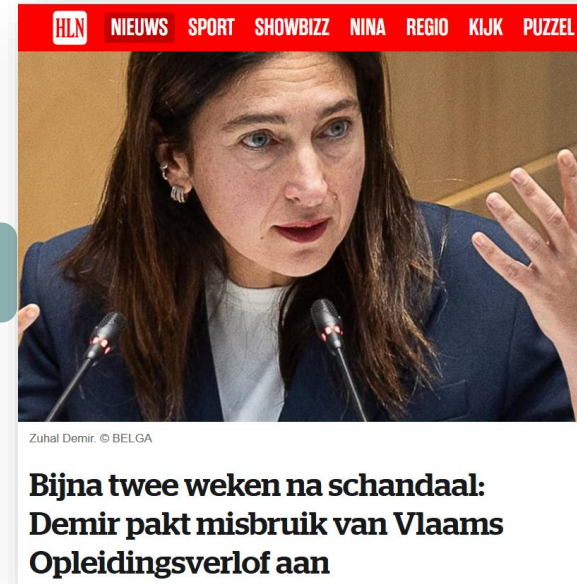 HLN NIEUWS SPORT SHOWBIZZ NINA REGIO KIJK PUZZEL
Zuhal Demir. © BELGA
Bijna twee weken na schandaal:
Demir pakt misbruik van Vlaams
Opleidingsverlof aan